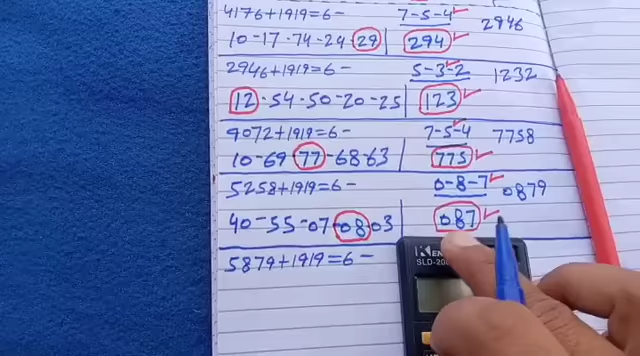 4176+1919=6- 7-5-4 2946
10-17-74-24-29 294
2946+1919=6- 5-3-2 1232
12-54-50-20-25 123
4072+1919=6- 7-5-4 7758
10-69-77-68-63 775
5258+1919=6- 0-8-7 0879
40-55-07-08-03 087
5879+1919=6-